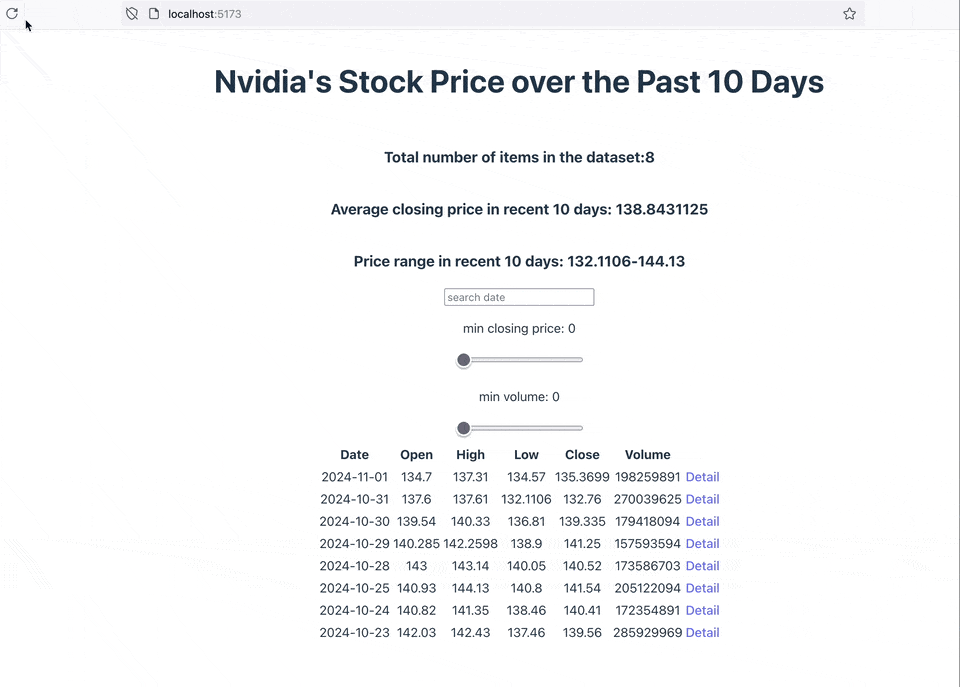 localhost:5173
Nvidia's Stock Price over the Past 10 Days
Total number of items in the dataset:8
Average closing price in recent 10 days: 138.8431125
Price range in recent 10 days: 132.1106-144.13
search date
min closing price: 0
min volume: 0
Date Open High Low Close Volume
2024-11-01 134.7 137.31 134.57 135.3699 198259891 Detail
2024-10-31 137.6 137.61 132.1106 132.76 270039625 Detail
2024-10-30 139.54 140.33 136.81 139.335 179418094 Detail
2024-10-29 140.285 142.2598 138.9 141.25 157593594 Detail
2024-10-28 143 143.14 140.05 140.52 173586703 Detail
2024-10-25 140.93 144.13 140.8 141.54 205122094 Detail
2024-10-24 140.82 141.35 138.46 140.41 172354891 Detail
2024-10-23 142.03 142.43 137.46 139.56 285929969 Detail